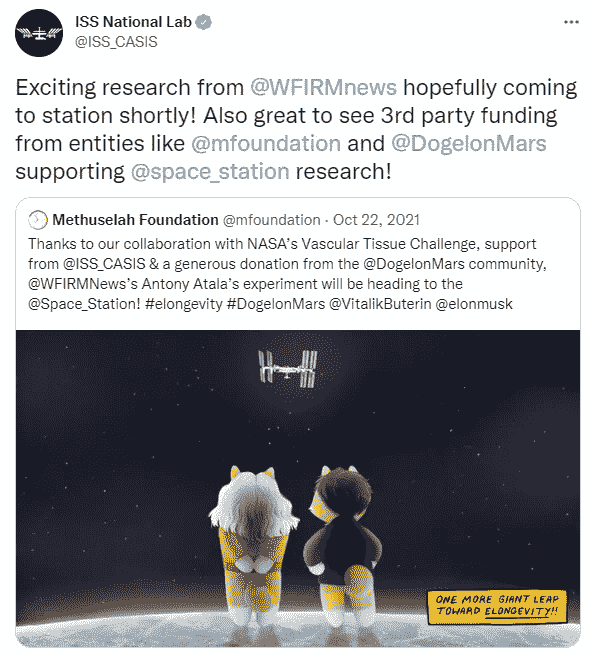 ISS National Lab
@ISS_CASIS
Exciting research from @WFIRMnews hopefully coming
to station shortly! Also great to see 3rd party funding
from entities like @mfoundation and @DogelonMars
supporting @space_station research!
Methuselah Foundation @mfoundation · Oct 22, 2021
Thanks to our collaboration with NASA's Vascular Tissue Challenge, support
from @ISS_CASIS & a generous donation from the @DogelonMars community,
@WFIRMNews's Antony Atala's experiment will be heading to the
@Space_Station! #elongevity #DogelonMars @VitalikButerin @elonmusk
ONE MORE GIANT LEAP
TOWARD ELONGEVITY!!